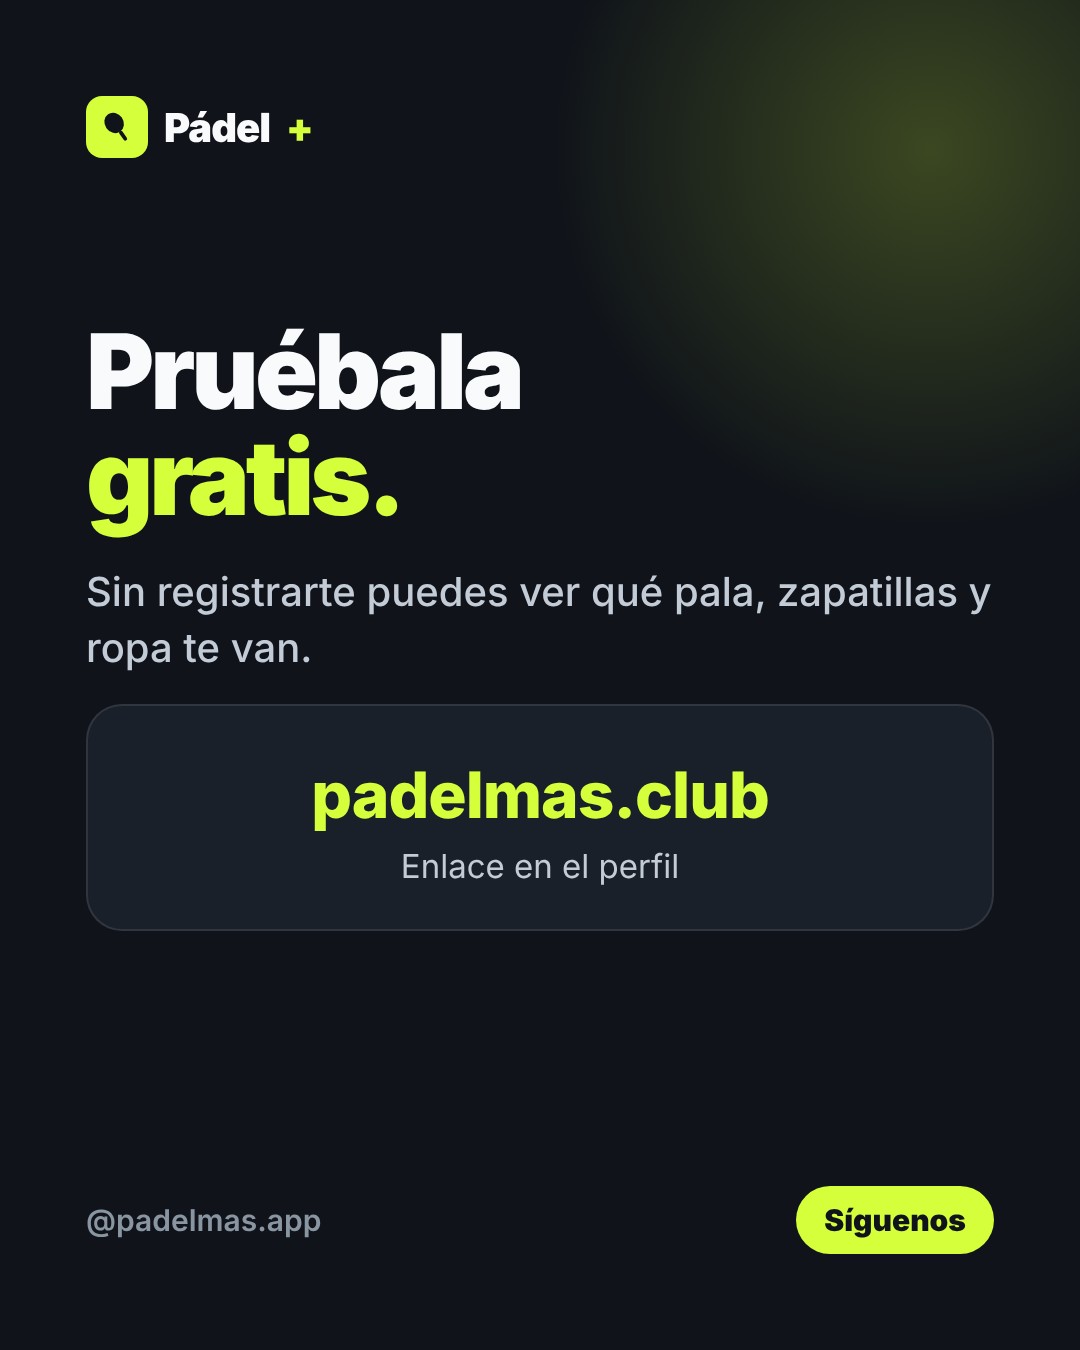 Pádel +
Pruébala
gratis.
Sin registrarte puedes ver qué pala, zapatillas y
ropa te van.
padelmas.club
Enlace en el perfil
@padelmas.app
Síguenos